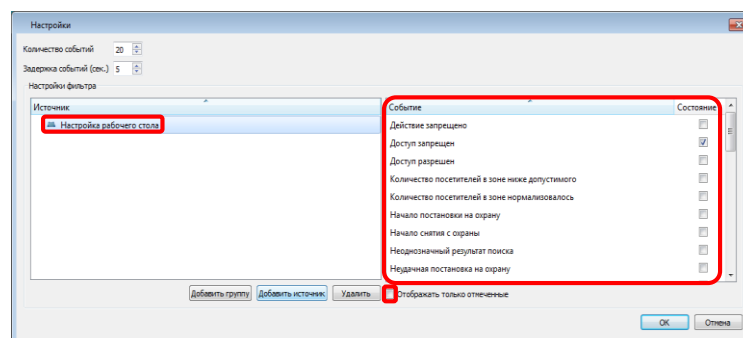 Настройки
Количество событий 20
Задержка событий (сек.) 5
Настройки фильтра
Источник Событие Состояние
Настройка рабочего стола Действие запрещено
Доступ запрещен
Доступ разрешен
Количество посетителей в зоне ниже допустимого
Количество посетителей в зоне нормализовалось
Начало постановки на охрану
Начало снятия с охраны
Неоднозначный результат поиска
Неудачная постановка на охрану
Добавить группу Добавить источник Удалить Отображать только отмеченные
ОК Отмена